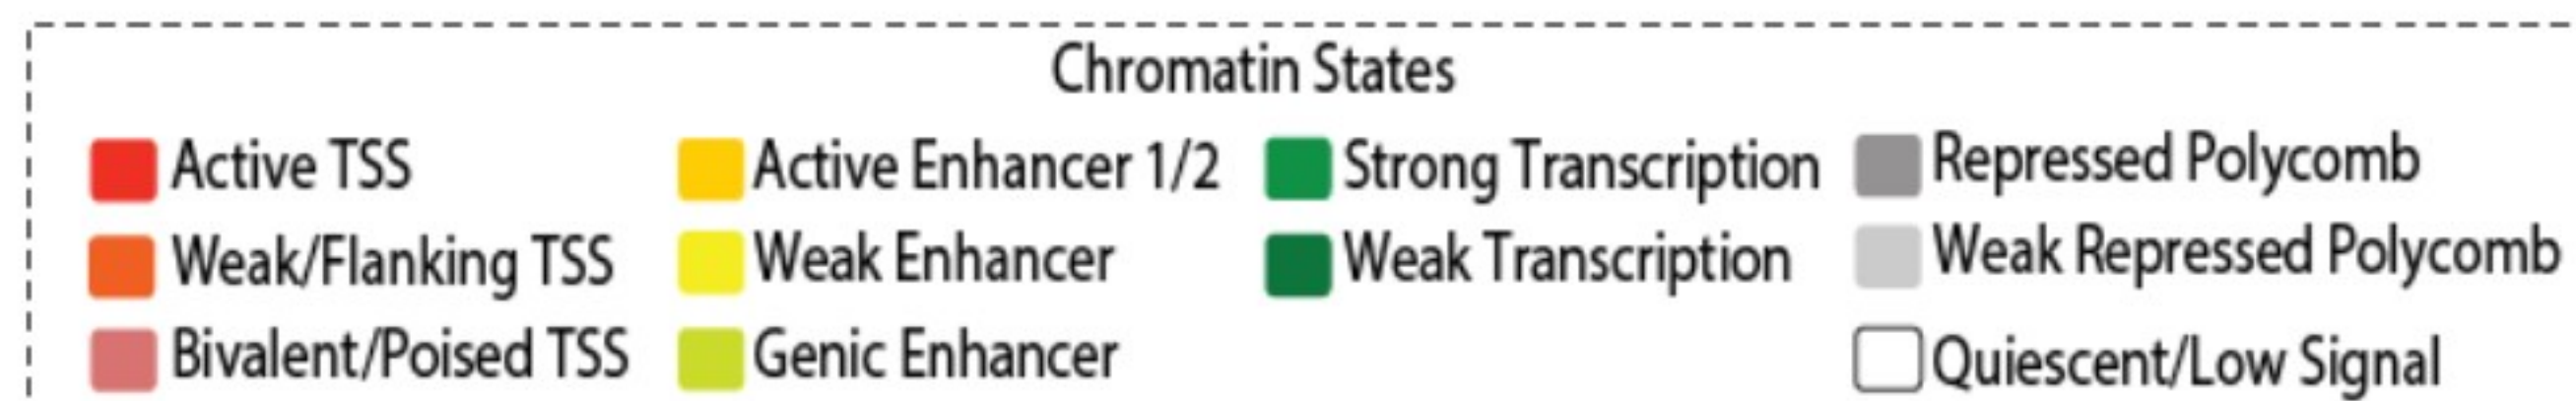 Chromatin States
Active TSS
Weak/Flanking TSS
Bivalent/Poised TSS
Active Enhancer 1/2
Weak Enhancer
Genic Enhancer
Strong Transcription
Weak Transcription
Repressed Polycomb
Weak Repressed Polycomb
Quiescent/Low Signal